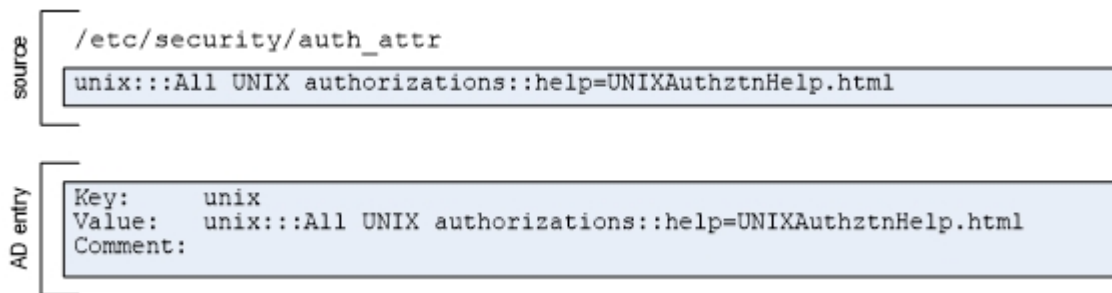 source
/etc/security/auth_attr
unix:::All UNIX authorizations::help=UNIXAuthztnHelp.html
AD entry
Key: unix
Value: unix:::All UNIX authorizations::help=UNIXAuthztnHelp.html
Comment: